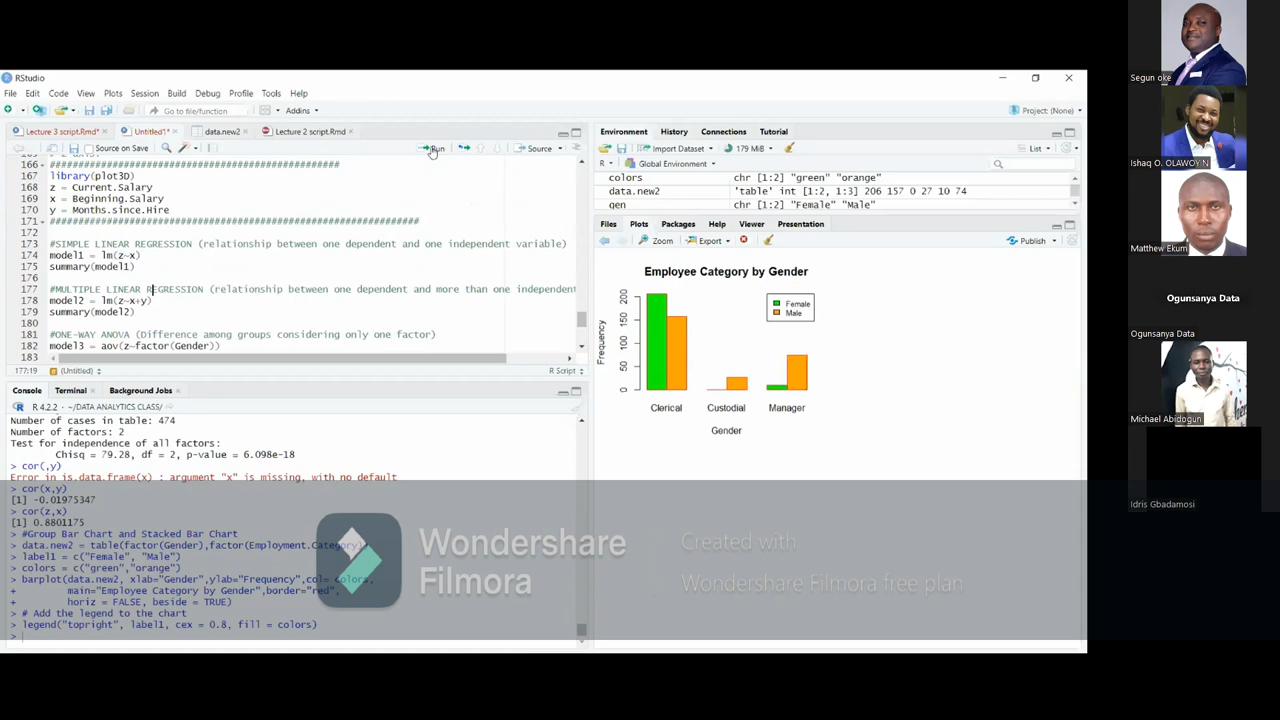 RStudio
File Edit Code View Plots Session Build Debug Profile Tools Help
Go to file/function
Addins
Project: (None)
Lecture 3 script.Rmd*
Untitled1*
data.new2
Lecture 2 script.Rmd
Source on Save
Run
Source
166 ###################################################
167 library(plot3D)
168 z = Current.Salary
169 x = Beginning.Salary
170 y = Months.since.Hire
171 #################################################################
172
173 #SIMPLE LINEAR REGRESSION (relationship between one dependent and one independent variable)
174 model1 = lm(z~x)
175 summary(model1)
176
177 #MULTIPLE LINEAR REGRESSION (relationship between one dependent and more than one independent
178 model2 = lm(z~x+y)
179 summary(model2)
180
181 #ONE-WAY ANOVA (Difference among groups considering only one factor)
182 model3 = aov(z~factor(Gender))
183
177:19 (Untitled) R Script
Console Terminal Background Jobs
R 4.2.2 · ~/DATA ANALYTICS CLASS/
Number of cases in table: 474
Number of factors: 2
Test for independence of all factors:
Chisq = 79.28, df = 2, p-value = 6.098e-18
> cor(,y)
Error in is.data.frame(x) : argument "x" is missing, with no default
> cor(x,y)
[1] -0.01975347
> cor(z,x)
[1] 0.8801175
> #Group Bar Chart and Stacked Bar Chart
> data.new2 = table(factor(Gender),factor(Employment.Category))
> label1 = c("Female", "Male")
> colors = c("green","orange")
> barplot(data.new2, xlab="Gender",ylab="Frequency",col= colors,
+ main="Employee Category by Gender",border="red",
+ horiz = FALSE, beside = TRUE)
> # Add the legend to the chart
> legend("topright", label1, cex = 0.8, fill = colors)
>
Environment History Connections Tutorial
Import Dataset 179 MiB List
R Global Environment
colors chr [1:2] "green" "orange"
data.new2 'table' int [1:2, 1:3] 206 157 0 27 10 74
gen chr [1:2] "Female" "Male"
Files Plots Packages Help Viewer Presentation
Zoom Export Publish
Employee Category by Gender
Frequency
200
150
100
50
0
Female
Male
Clerical Custodial Manager
Gender
Wondershare
Filmora
Created with
Wondershare Filmora free plan
Segun oke
Ishaq O. OLAWOYIN
Matthew Ekum
Ogunsanya Data
Ogunsanya Data
Michael Abidogun
Idris Gbadamosi